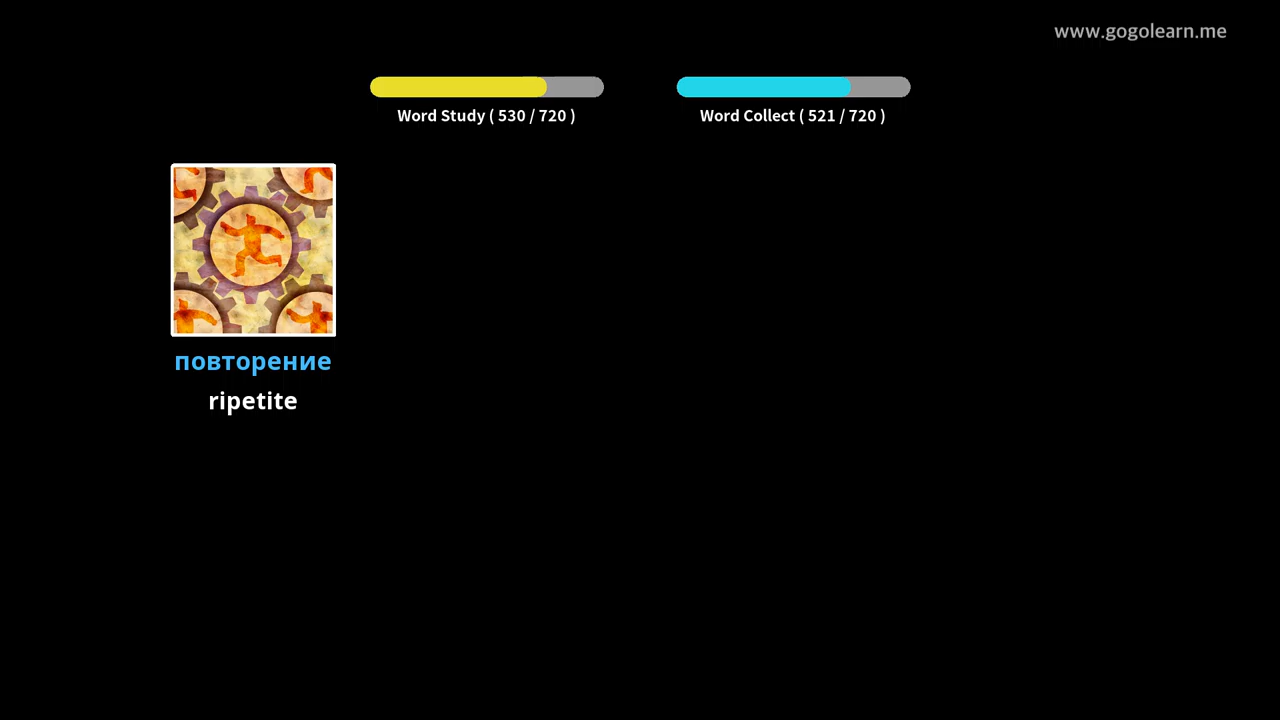 www.gogolearn.me
Word Study ( 530 / 720 )
Word Collect ( 521 / 720 )
повторение
ripetite